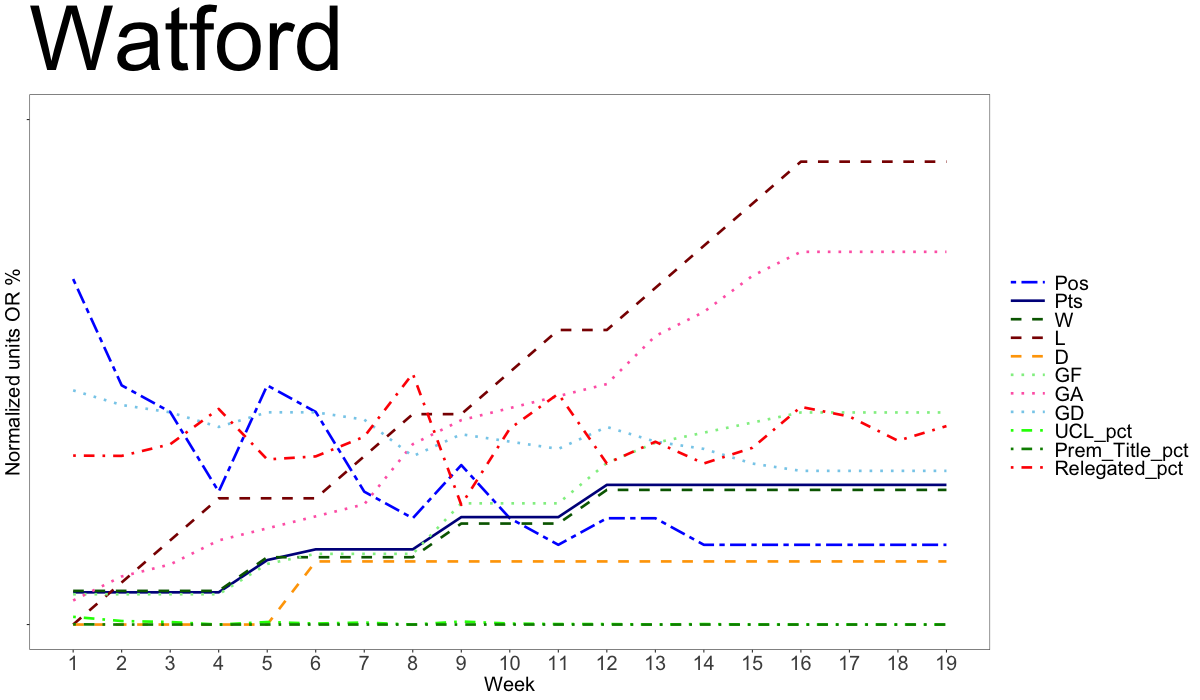 Watford
Normalized units OR %
Pos
Pts
W
L
D
GF
GA
GD
UCL_pct
Prem_Title_pct
Relegated_pct
1 2 3 4 5 6 7 8 9 10 11 12 13 14 15 16 17 18 19
Week